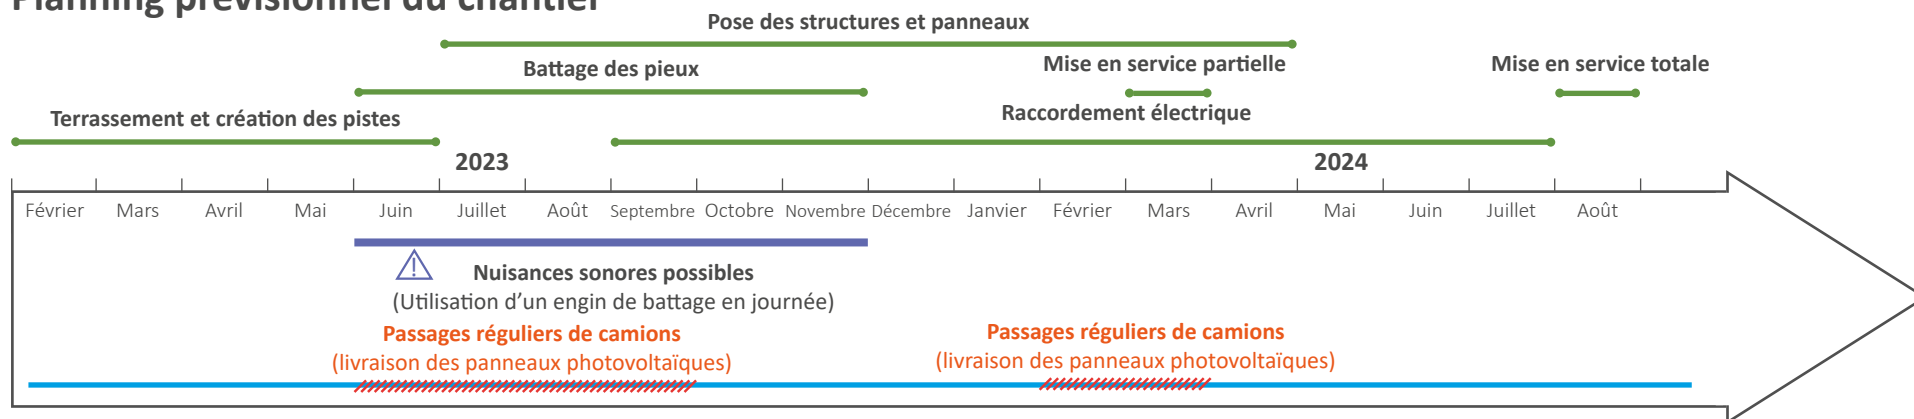 Planning prévisionnel du chantier
Pose des structures et panneaux
Battage des pieux
Mise en service partielle
Mise en service totale
Terrassement et création des pistes
Raccordement électrique
2023
2024
Février Mars Avril Mai Juin Juillet Août Septembre Octobre Novembre Décembre Janvier Février Mars Avril Mai Juin Juillet Août
Nuisances sonores possibles
(Utilisation d'un engin de battage en journée)
Passages réguliers de camions
(livraison des panneaux photovoltaïques)
Passages réguliers de camions
(livraison des panneaux photovoltaïques)